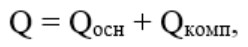 Q = Qосн + Qкомп,